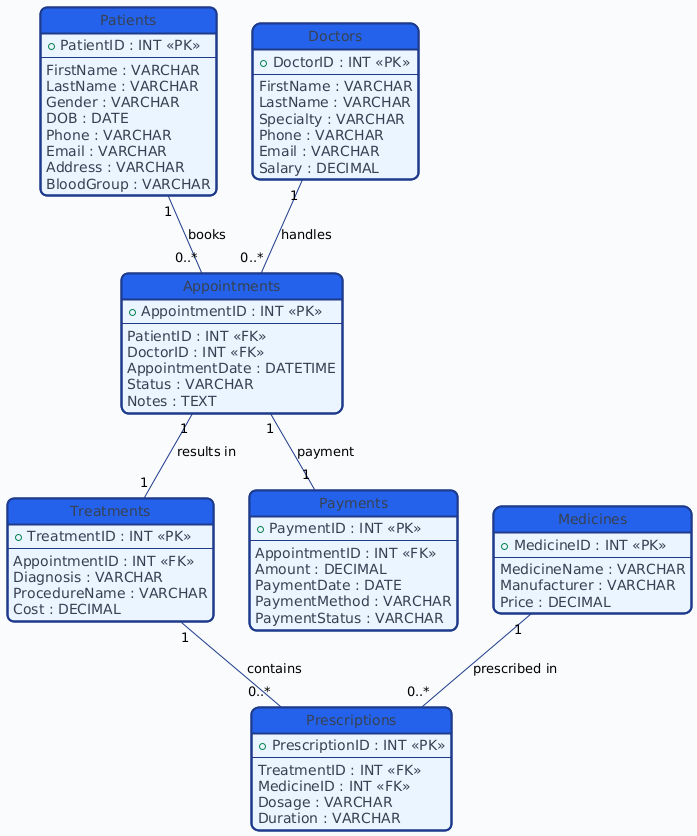 Patients
PatientID : INT «PK»
FirstName : VARCHAR
LastName : VARCHAR
Gender : VARCHAR
DOB : DATE
Phone : VARCHAR
Email : VARCHAR
Address : VARCHAR
BloodGroup : VARCHAR
Doctors
DoctorID : INT «PK»
FirstName : VARCHAR
LastName : VARCHAR
Specialty : VARCHAR
Phone : VARCHAR
Email : VARCHAR
Salary : DECIMAL
1
books
0..*
1
handles
0..*
Appointments
AppointmentID : INT «PK»
PatientID : INT «FK»
DoctorID : INT «FK»
AppointmentDate : DATETIME
Status : VARCHAR
Notes : TEXT
1
results in
1
1
payment
1
Treatments
TreatmentID : INT «PK»
AppointmentID : INT «FK»
Diagnosis : VARCHAR
ProcedureName : VARCHAR
Cost : DECIMAL
Payments
PaymentID : INT «PK»
AppointmentID : INT «FK»
Amount : DECIMAL
PaymentDate : DATE
PaymentMethod : VARCHAR
PaymentStatus : VARCHAR
Medicines
MedicineID : INT «PK»
MedicineName : VARCHAR
Manufacturer : VARCHAR
Price : DECIMAL
1
contains
0..*
1
prescribed in
0..*
Prescriptions
PrescriptionID : INT «PK»
TreatmentID : INT «FK»
MedicineID : INT «FK»
Dosage : VARCHAR
Duration : VARCHAR